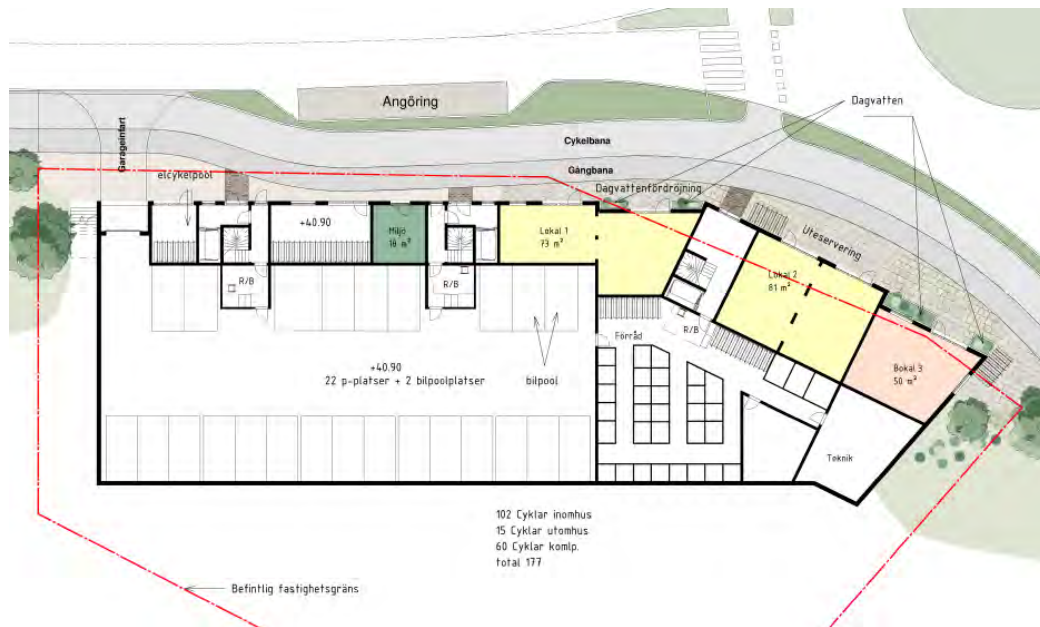 Angöring
Dagvatten
Garageinfart
Cykelbana
Gångbana
elcykelpool
Dagvattenfördröjning
Uteservering
+40.90
Miljö
18 m²
Lokal 1
73 m²
Lokal 2
81 m²
R/B
R/B
R/B
Förråd
Bokal 3
50 m²
+40.90
22 p-platser + 2 bilpoolplatser
bilpool
Teknik
102 Cyklar inomhus
15 Cyklar utomhus
60 Cyklar komlp.
total 177
Befintlig fastighetsgräns